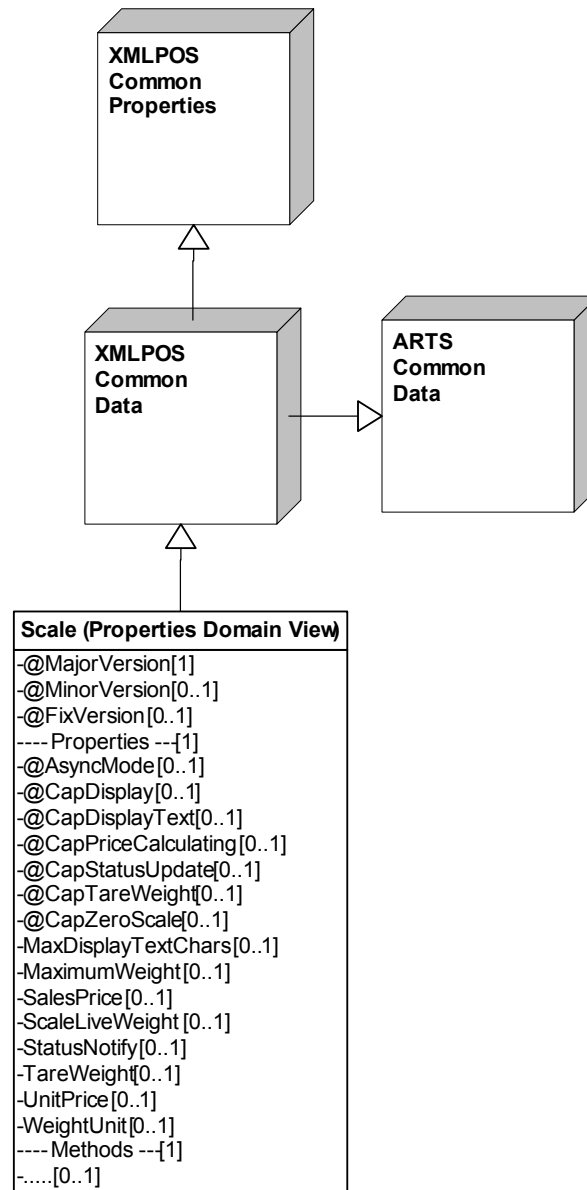 XMLPOS
Common
Properties
XMLPOS
Common
Data
ARTS
Common
Data
Scale (Properties Domain View)
-@MajorVersion[1]
-@MinorVersion[0..1]
-@FixVersion[0..1]
---- Properties ---[1]
-@AsyncMode[0..1]
-@CapDisplay[0..1]
-@CapDisplayText[0..1]
-@CapPriceCalculating[0..1]
-@CapStatusUpdate[0..1]
-@CapTareWeight[0..1]
-@CapZeroScale[0..1]
-MaxDisplayTextChars[0..1]
-MaximumWeight[0..1]
-SalesPrice[0..1]
-ScaleLiveWeight[0..1]
-StatusNotify[0..1]
-TareWeight[0..1]
-UnitPrice[0..1]
-WeightUnit[0..1]
---- Methods ---[1]
-.....[0..1]